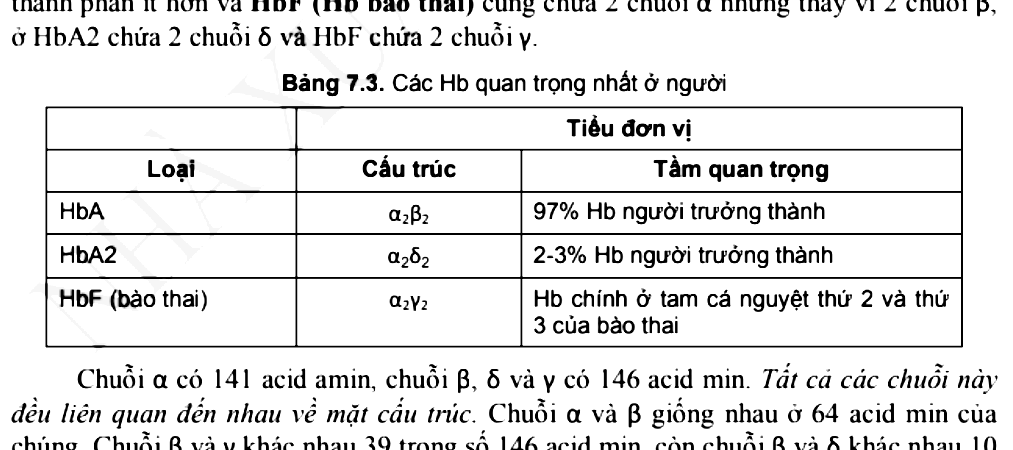 thành phần ít hơn và HbF (Hb bào thai) cũng chứa 2 chuỗi α nhưng thay vì 2 chuỗi β,
ở HbA2 chứa 2 chuỗi δ và HbF chứa 2 chuỗi γ.
Bảng 7.3. Các Hb quan trọng nhất ở người
Tiểu đơn vị
Loại Cấu trúc Tầm quan trọng
HbA α₂β₂ 97% Hb người trưởng thành
HbA2 α₂δ₂ 2-3% Hb người trưởng thành
HbF (bào thai) α₂γ₂ Hb chính ở tam cá nguyệt thứ 2 và thứ
3 của bào thai
Chuỗi α có 141 acid amin, chuỗi β, δ và γ có 146 acid min. Tất cả các chuỗi này
đều liên quan đến nhau về mặt cấu trúc. Chuỗi α và β giống nhau ở 64 acid min của
chúng. Chuỗi β và γ khác nhau 39 trong số 146 acid min, còn chuỗi β và δ khác nhau 10
NHÀ X